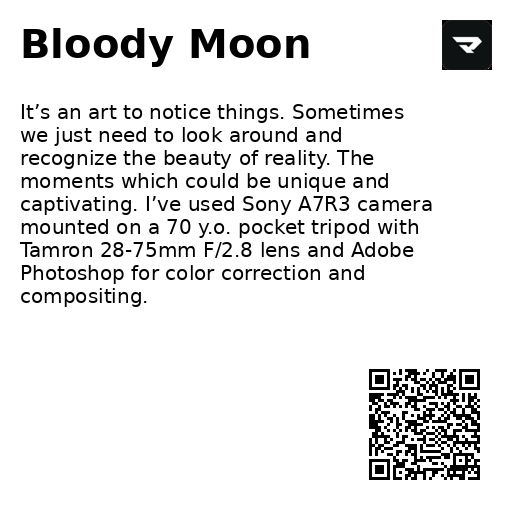 Bloody Moon
It’s an art to notice things. Sometimes
we just need to look around and
recognize the beauty of reality. The
moments which could be unique and
captivating. I’ve used Sony A7R3 camera
mounted on a 70 y.o. pocket tripod with
Tamron 28-75mm F/2.8 lens and Adobe
Photoshop for color correction and
compositing.